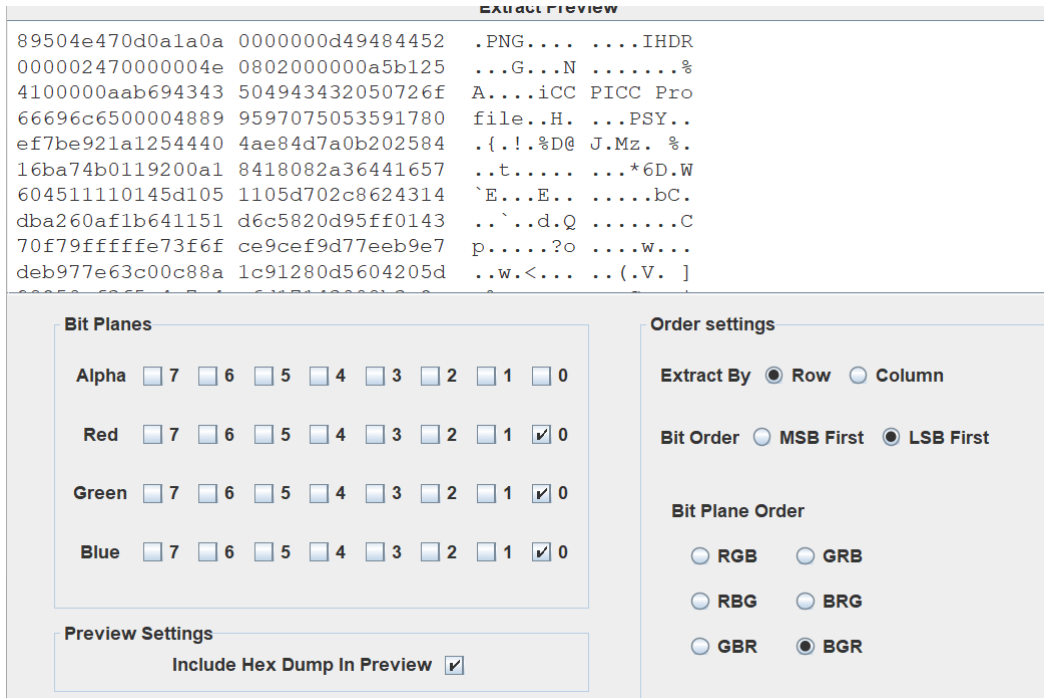 Extract Preview
89504e470d0a1a0a 0000000d49484452 .PNG.... ....IHDR
000002470000004e 0802000000a5b125 ...G...N .......%
4100000aab694343 504943432050726f A....iCC PICC Pro
66696c6500004889 9597075053591780 file..H. ...PSY..
ef7be921a1254440 4ae84d7a0b202584 .{.!.%D@ J.Mz. %.
16ba74b0119200a1 8418082a36441657 ..t..... ...*6D.W
604511110145d105 1105d702c8624314 `E...E.. .....bC.
dba260af1b641151 d6c5820d95ff0143 ..`..d.Q .......C
70f79fffffe73f6f ce9cef9d77eeb9e7 p.....?o ....w...
deb977e63c00c88a 1c91280d5604205d ..w.<... ..(.V. ]
Bit Planes
Order settings
Alpha 7 6 5 4 3 2 1 0
Extract By Row Column
Red 7 6 5 4 3 2 1 0
Bit Order MSB First LSB First
Green 7 6 5 4 3 2 1 0
Bit Plane Order
Blue 7 6 5 4 3 2 1 0
RGB GRB
RBG BRG
Preview Settings
GBR BGR
Include Hex Dump In Preview